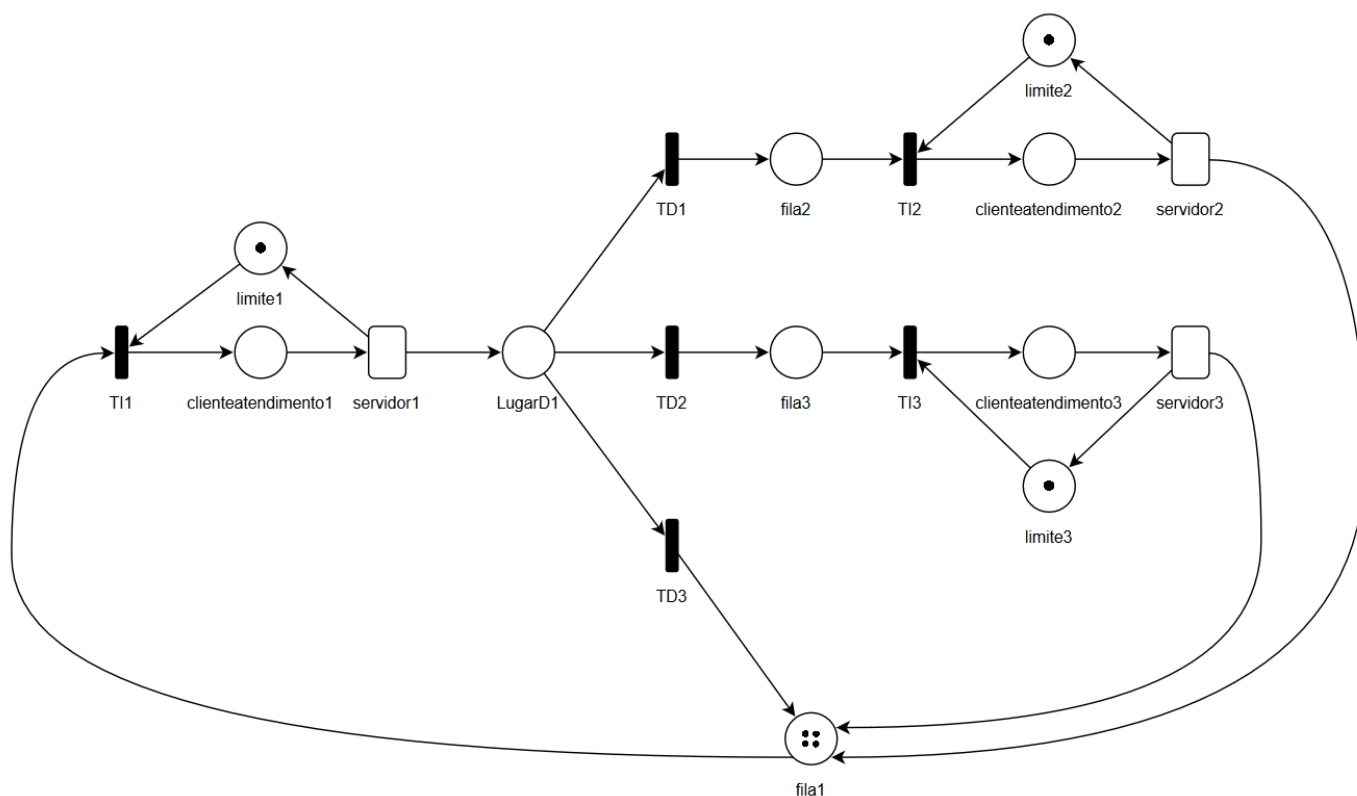 limite2
TD1
fila2
TI2
clienteatendimento2
servidor2
limite1
TI1
clienteatendimento1
servidor1
LugarD1
TD2
fila3
TI3
clienteatendimento3
servidor3
limite3
TD3
fila1